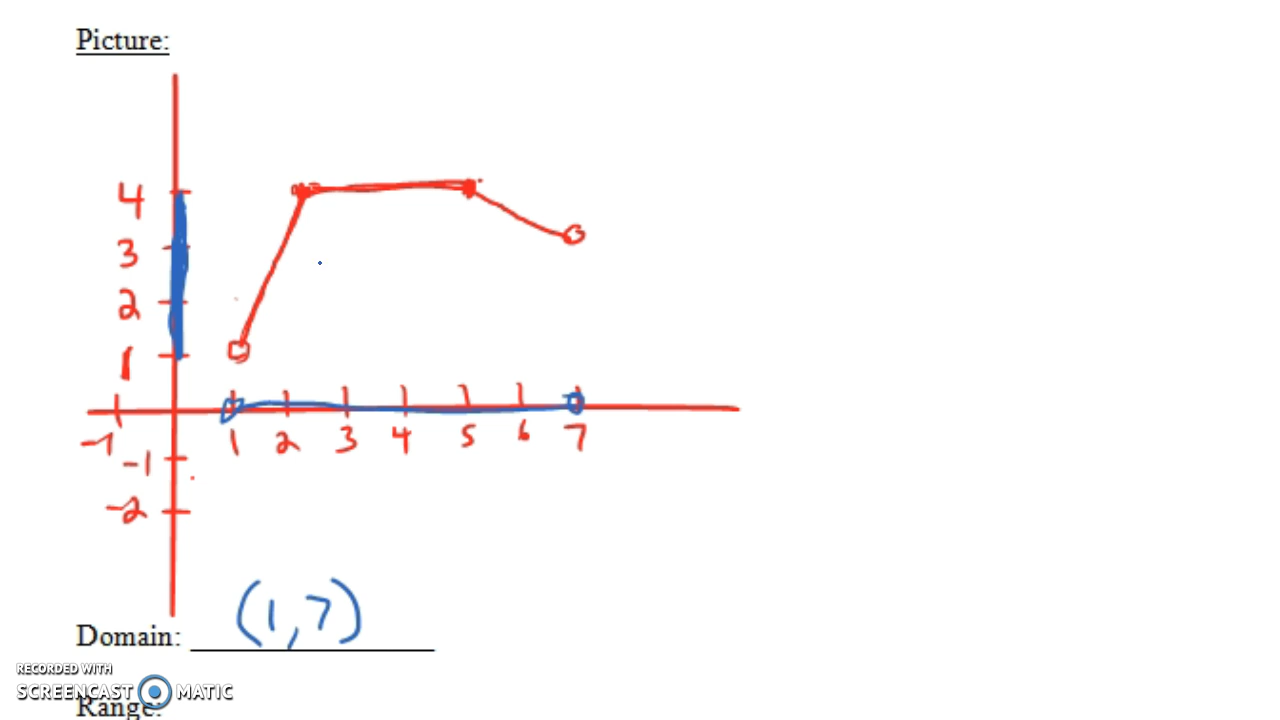 Picture:
4
3
2
1
-1 1 2 3 4 5 6 7
-1
-2
Domain: (1,7)
RECORDED WITH
SCREENCAST MATIC
Range: